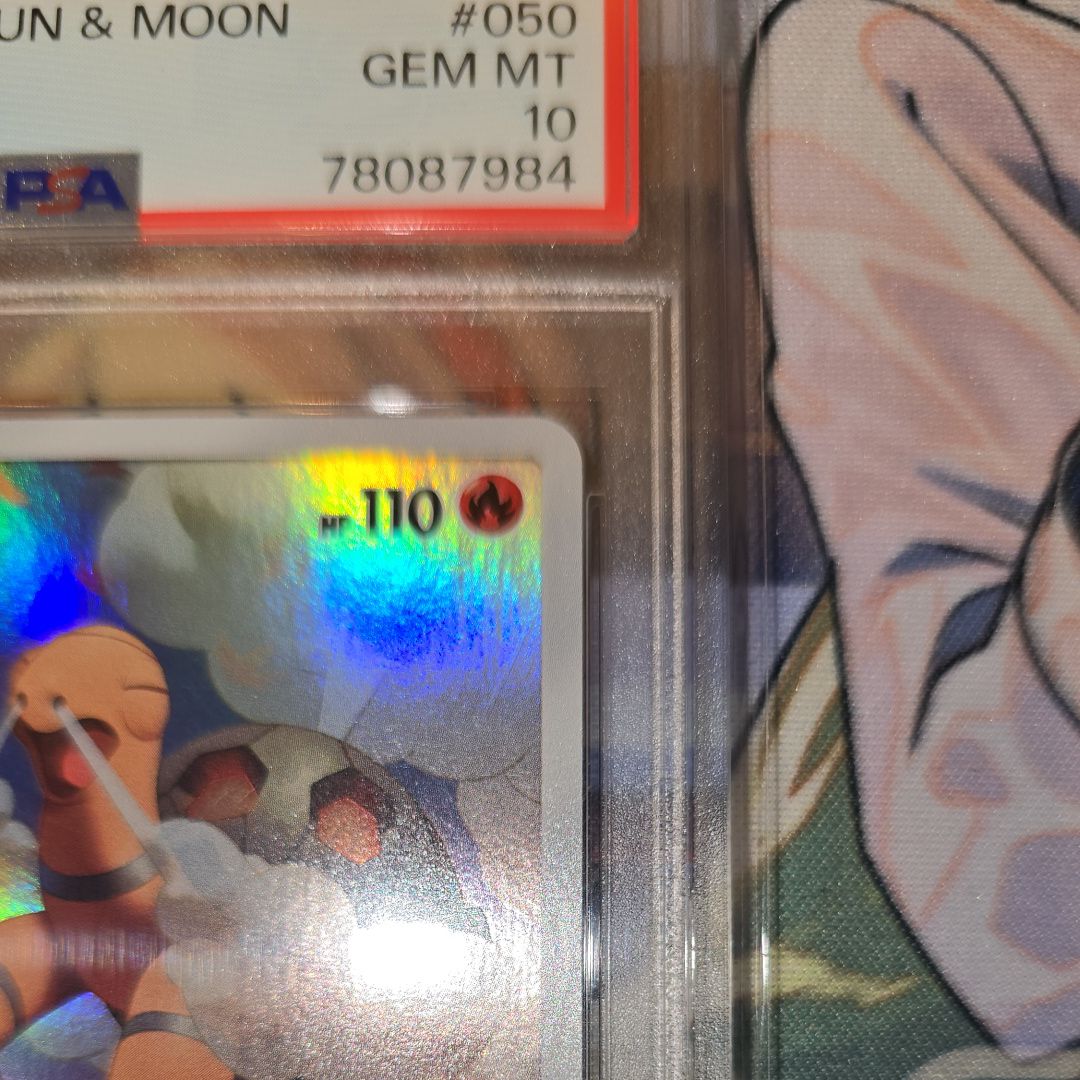 UN & MOON #050
GEM MT
10
PSA 78087984
HP 110